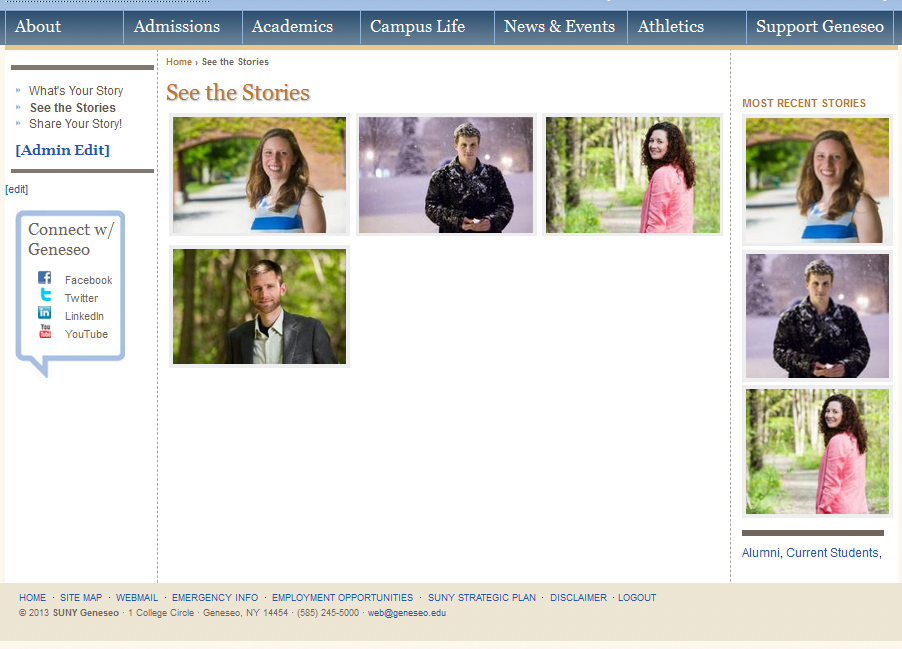 About Admissions Academics Campus Life News & Events Athletics Support Geneseo
What's Your Story
See the Stories
Share Your Story!
[Admin Edit]
[edit]
Connect w/
Geneseo
Facebook
Twitter
LinkedIn
You
Tube
YouTube
Home › See the Stories
See the Stories
MOST RECENT STORIES
Alumni, Current Students,
HOME · SITE MAP · WEBMAIL · EMERGENCY INFO · EMPLOYMENT OPPORTUNITIES · SUNY STRATEGIC PLAN · DISCLAIMER · LOGOUT
© 2013 SUNY Geneseo · 1 College Circle · Geneseo, NY 14454 · (585) 245-5000 · web@geneseo.edu